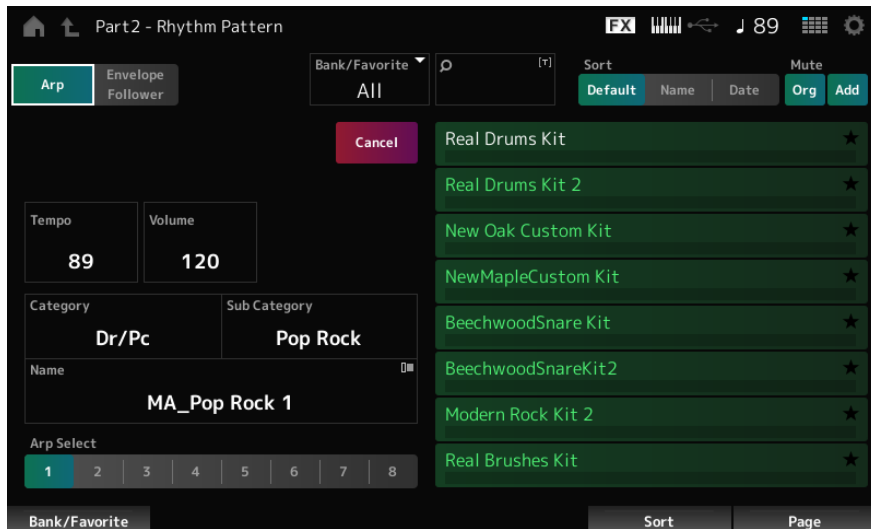 Part2 - Rhythm Pattern
FX
♩ 89
Arp
Envelope
Follower
Bank/Favorite
All
[T]
Sort
Default
Name
Date
Mute
Org
Add
Cancel
Tempo
89
Volume
120
Category
Dr/Pc
Sub Category
Pop Rock
Name
MA_Pop Rock 1
Arp Select
1 2 3 4 5 6 7 8
Real Drums Kit
Real Drums Kit 2
New Oak Custom Kit
NewMapleCustom Kit
BeechwoodSnare Kit
BeechwoodSnareKit2
Modern Rock Kit 2
Real Brushes Kit
Bank/Favorite
Sort
Page